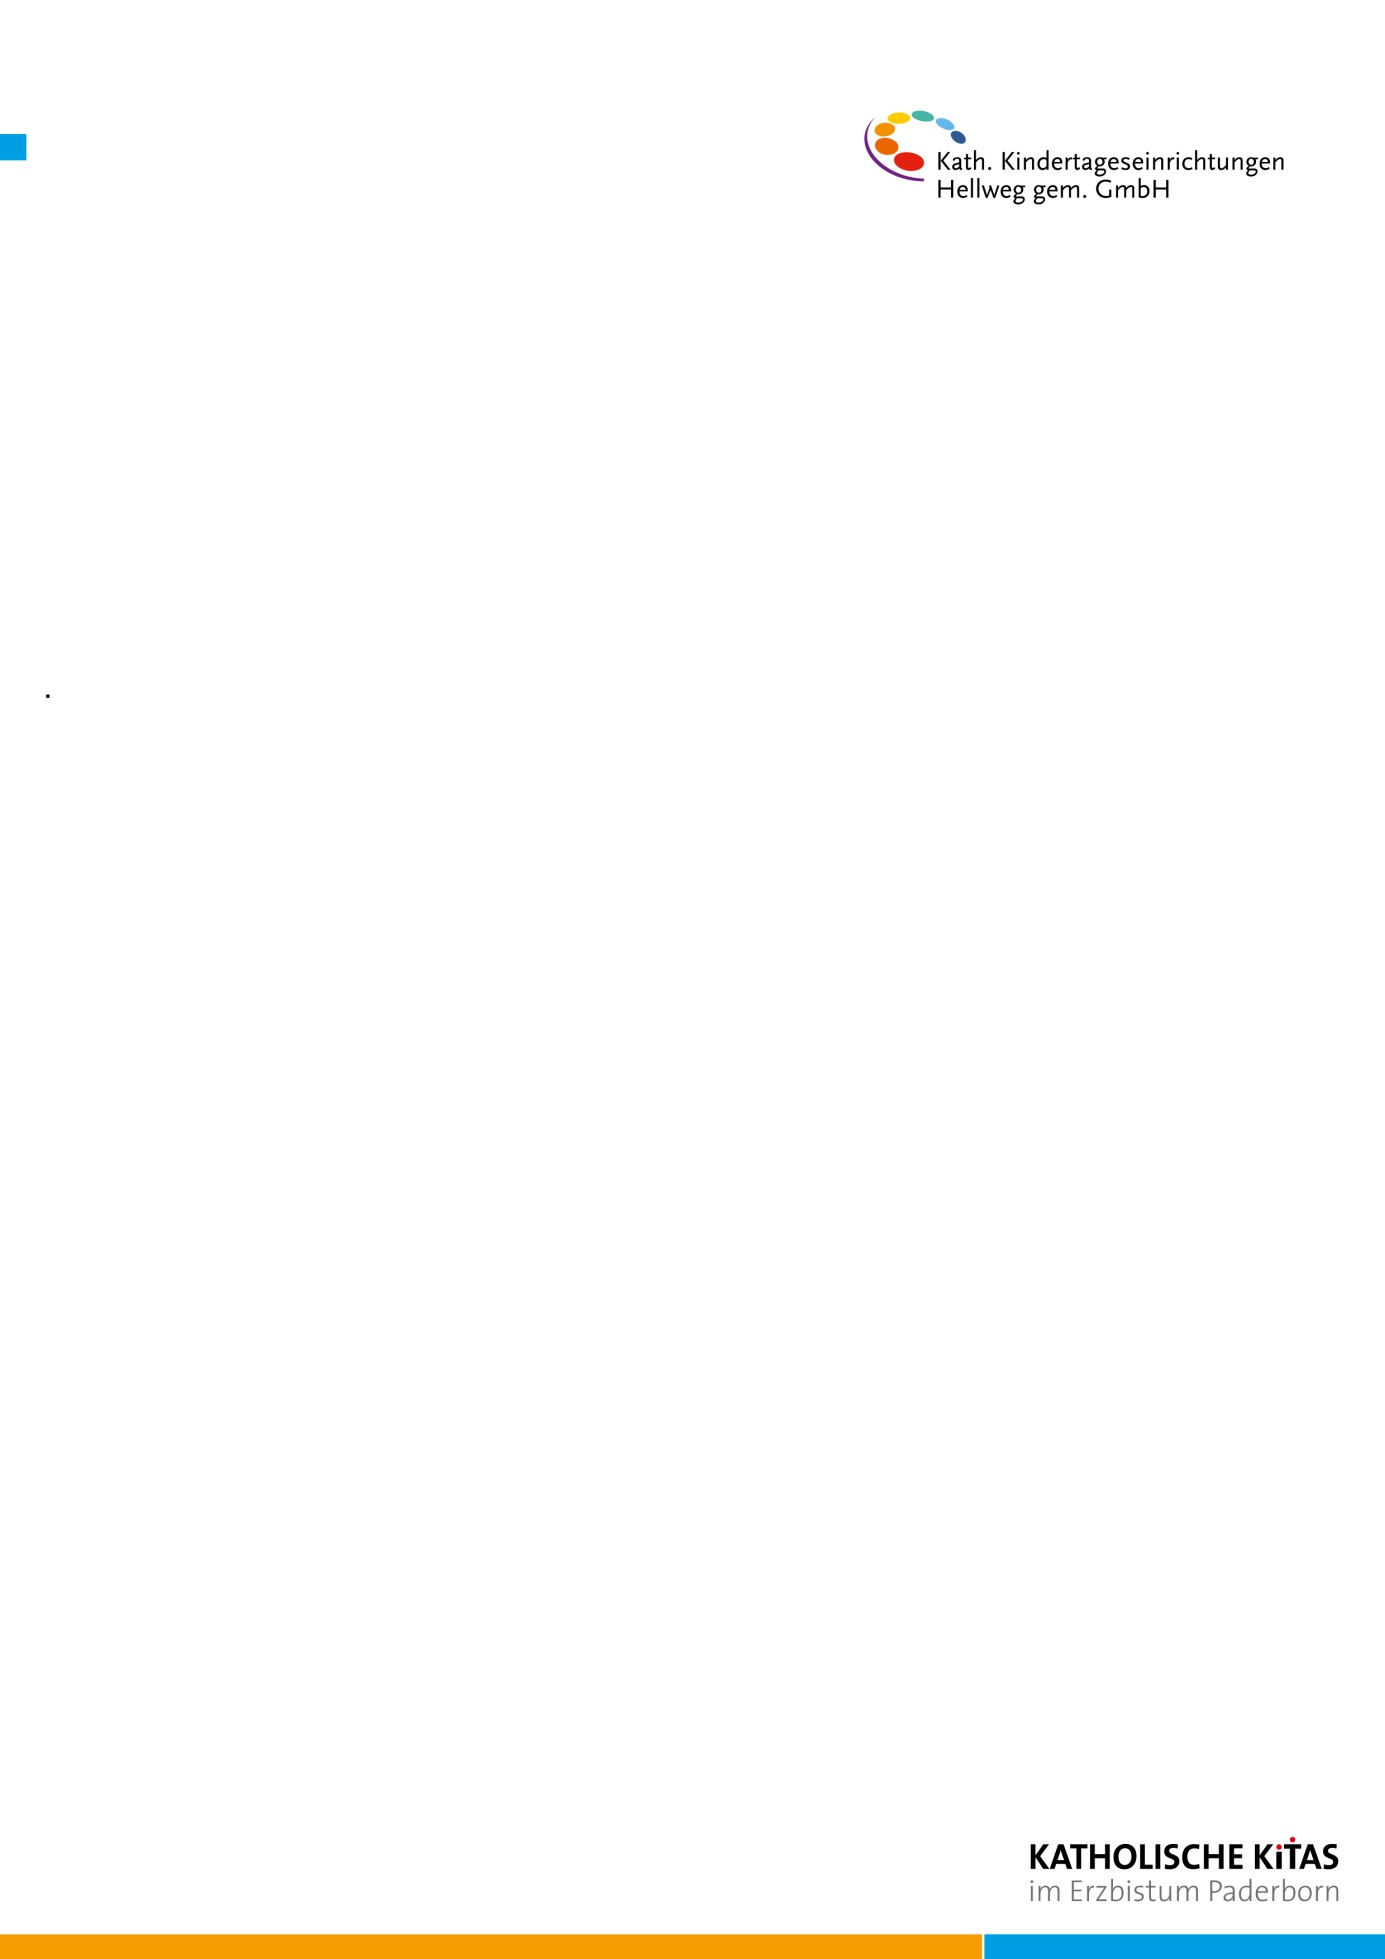 Kath. Kindertageseinrichtungen
Hellweg gem. GmbH
.
KATHOLISCHE KiTAS
im Erzbistum Paderborn